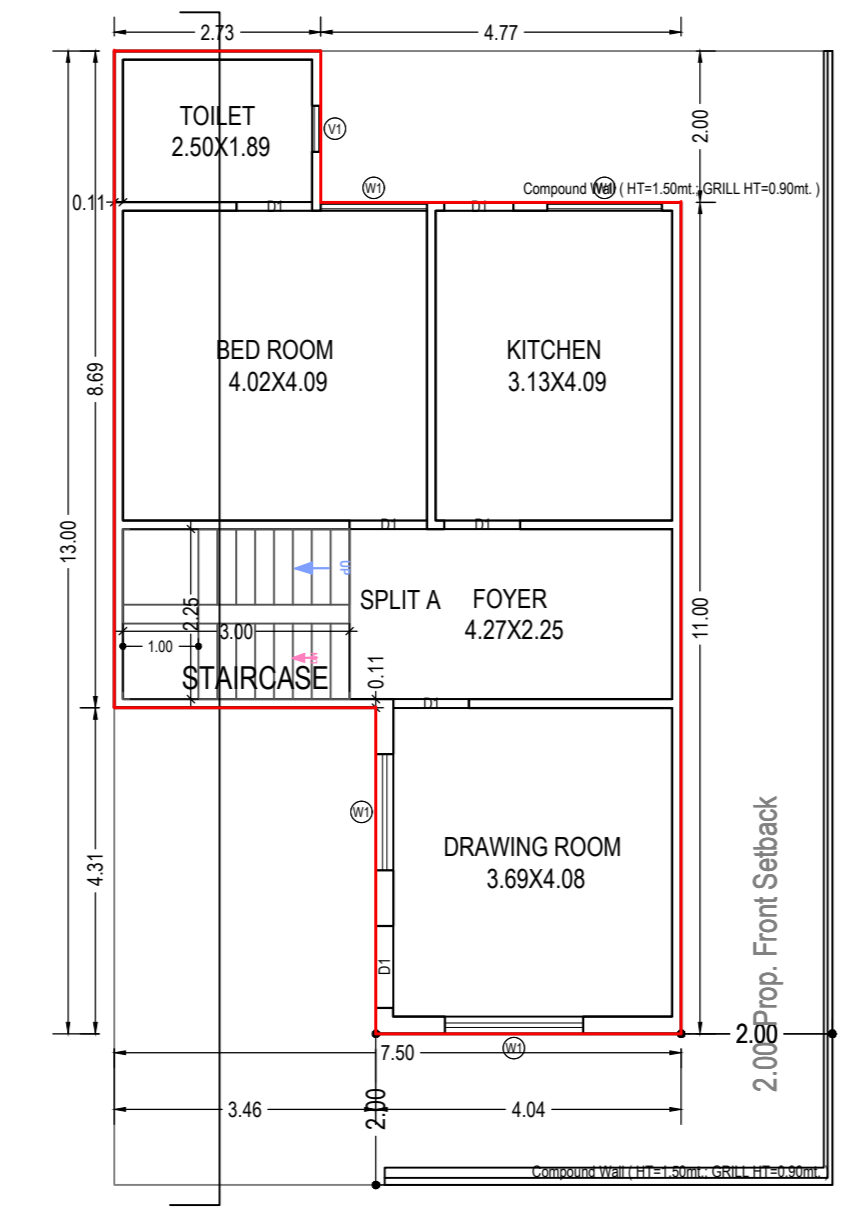 2.73
4.77
TOILET
2.50X1.89
V1
2.00
W1
Compound Wall ( HT=1.50mt.; GRILL HT=0.90mt. )
W1
0.11
D1
D1
BED ROOM
4.02X4.09
KITCHEN
3.13X4.09
8.69
13.00
D1
D1
UP
2.25
SPLIT A
FOYER
4.27X2.25
11.00
3.00
1.00
STAIRCASE
0.11
D1
W1
DRAWING ROOM
3.69X4.08
4.31
D1
2.00 Prop. Front Setback
2.00
7.50
W1
3.46
2.00
4.04
Compound Wall ( HT=1.50mt.; GRILL HT=0.90mt. )